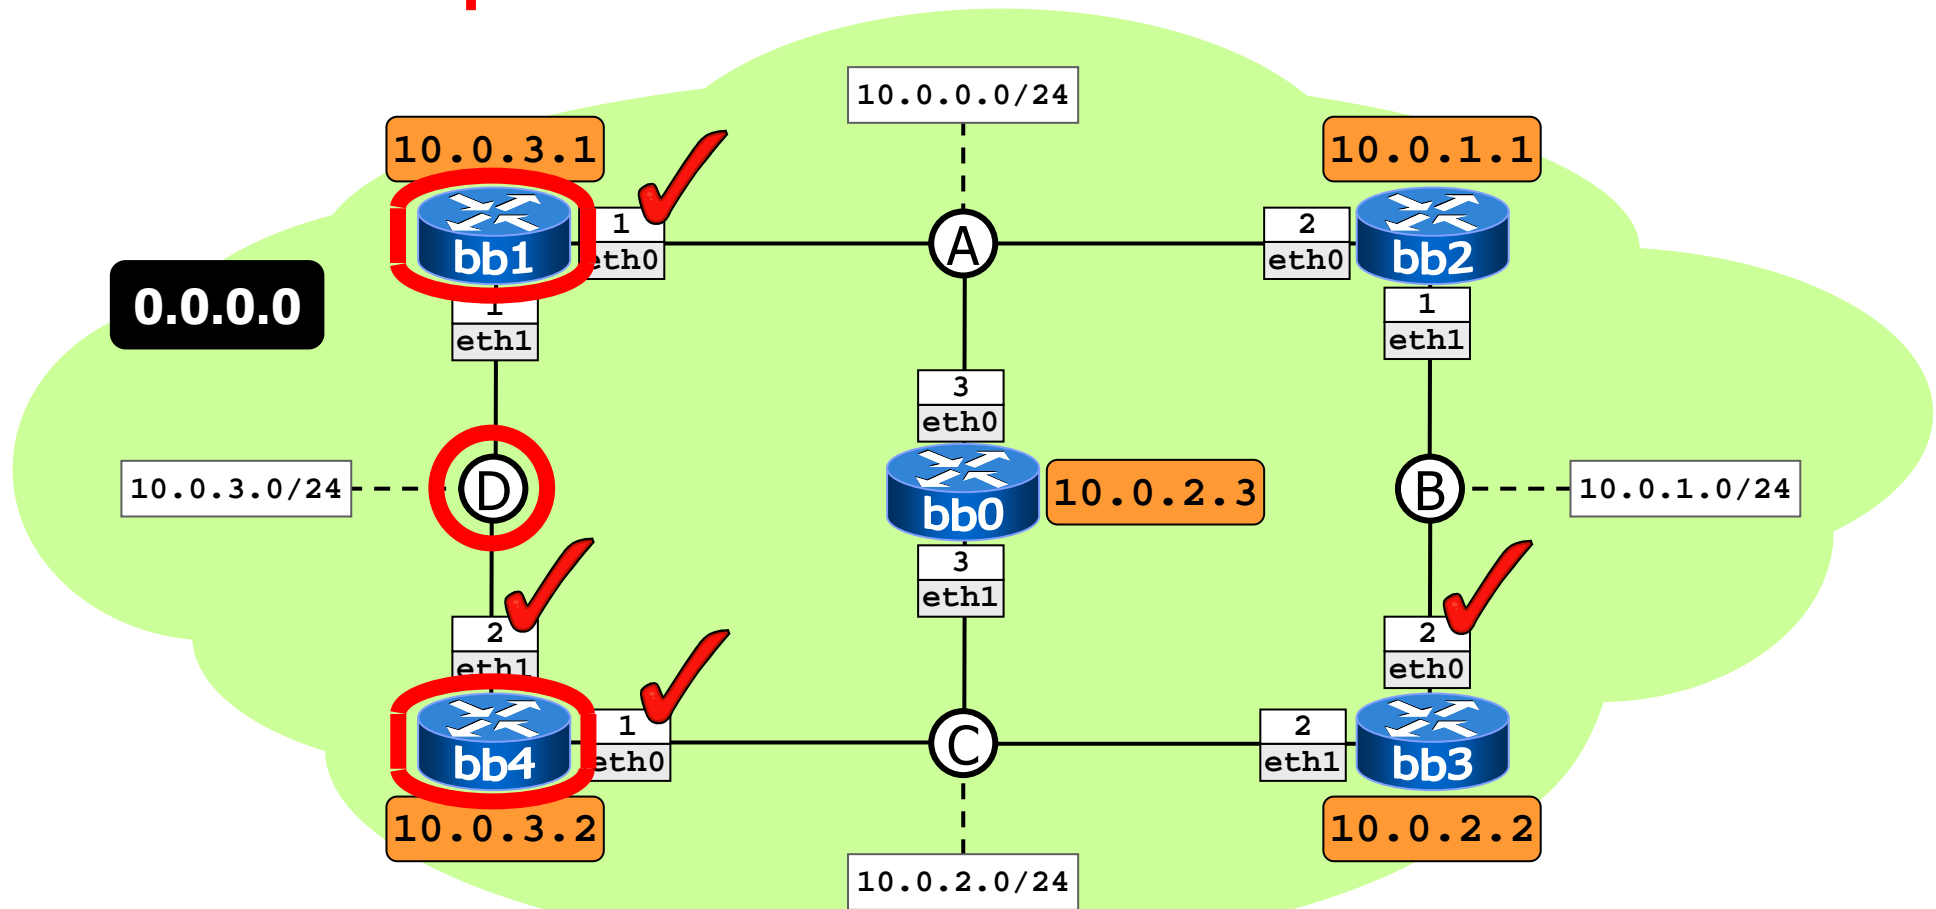 10.0.0.0/24
10.0.3.1
10.0.1.1
1
eth0
A
2
eth0
bb1
bb2
0.0.0.0
1
eth1
1
eth1
3
eth0
10.0.3.0/24
D
bb0
10.0.2.3
B
10.0.1.0/24
3
eth1
2
eth1
2
eth0
1
eth0
C
2
eth1
bb4
bb3
10.0.3.2
10.0.2.2
10.0.2.0/24